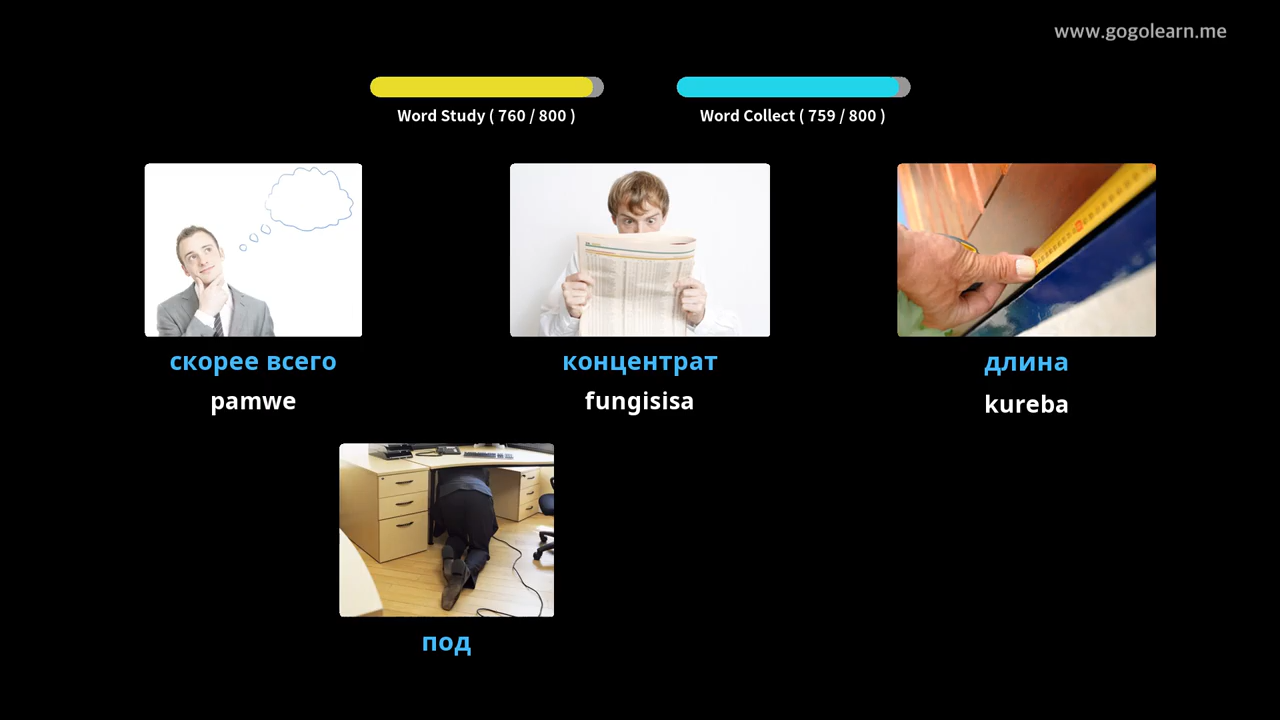 www.gogolearn.me
Word Study ( 760 / 800 )
Word Collect ( 759 / 800 )
скорее всего
концентрат
длина
pamwe
fungisisa
kureba
под